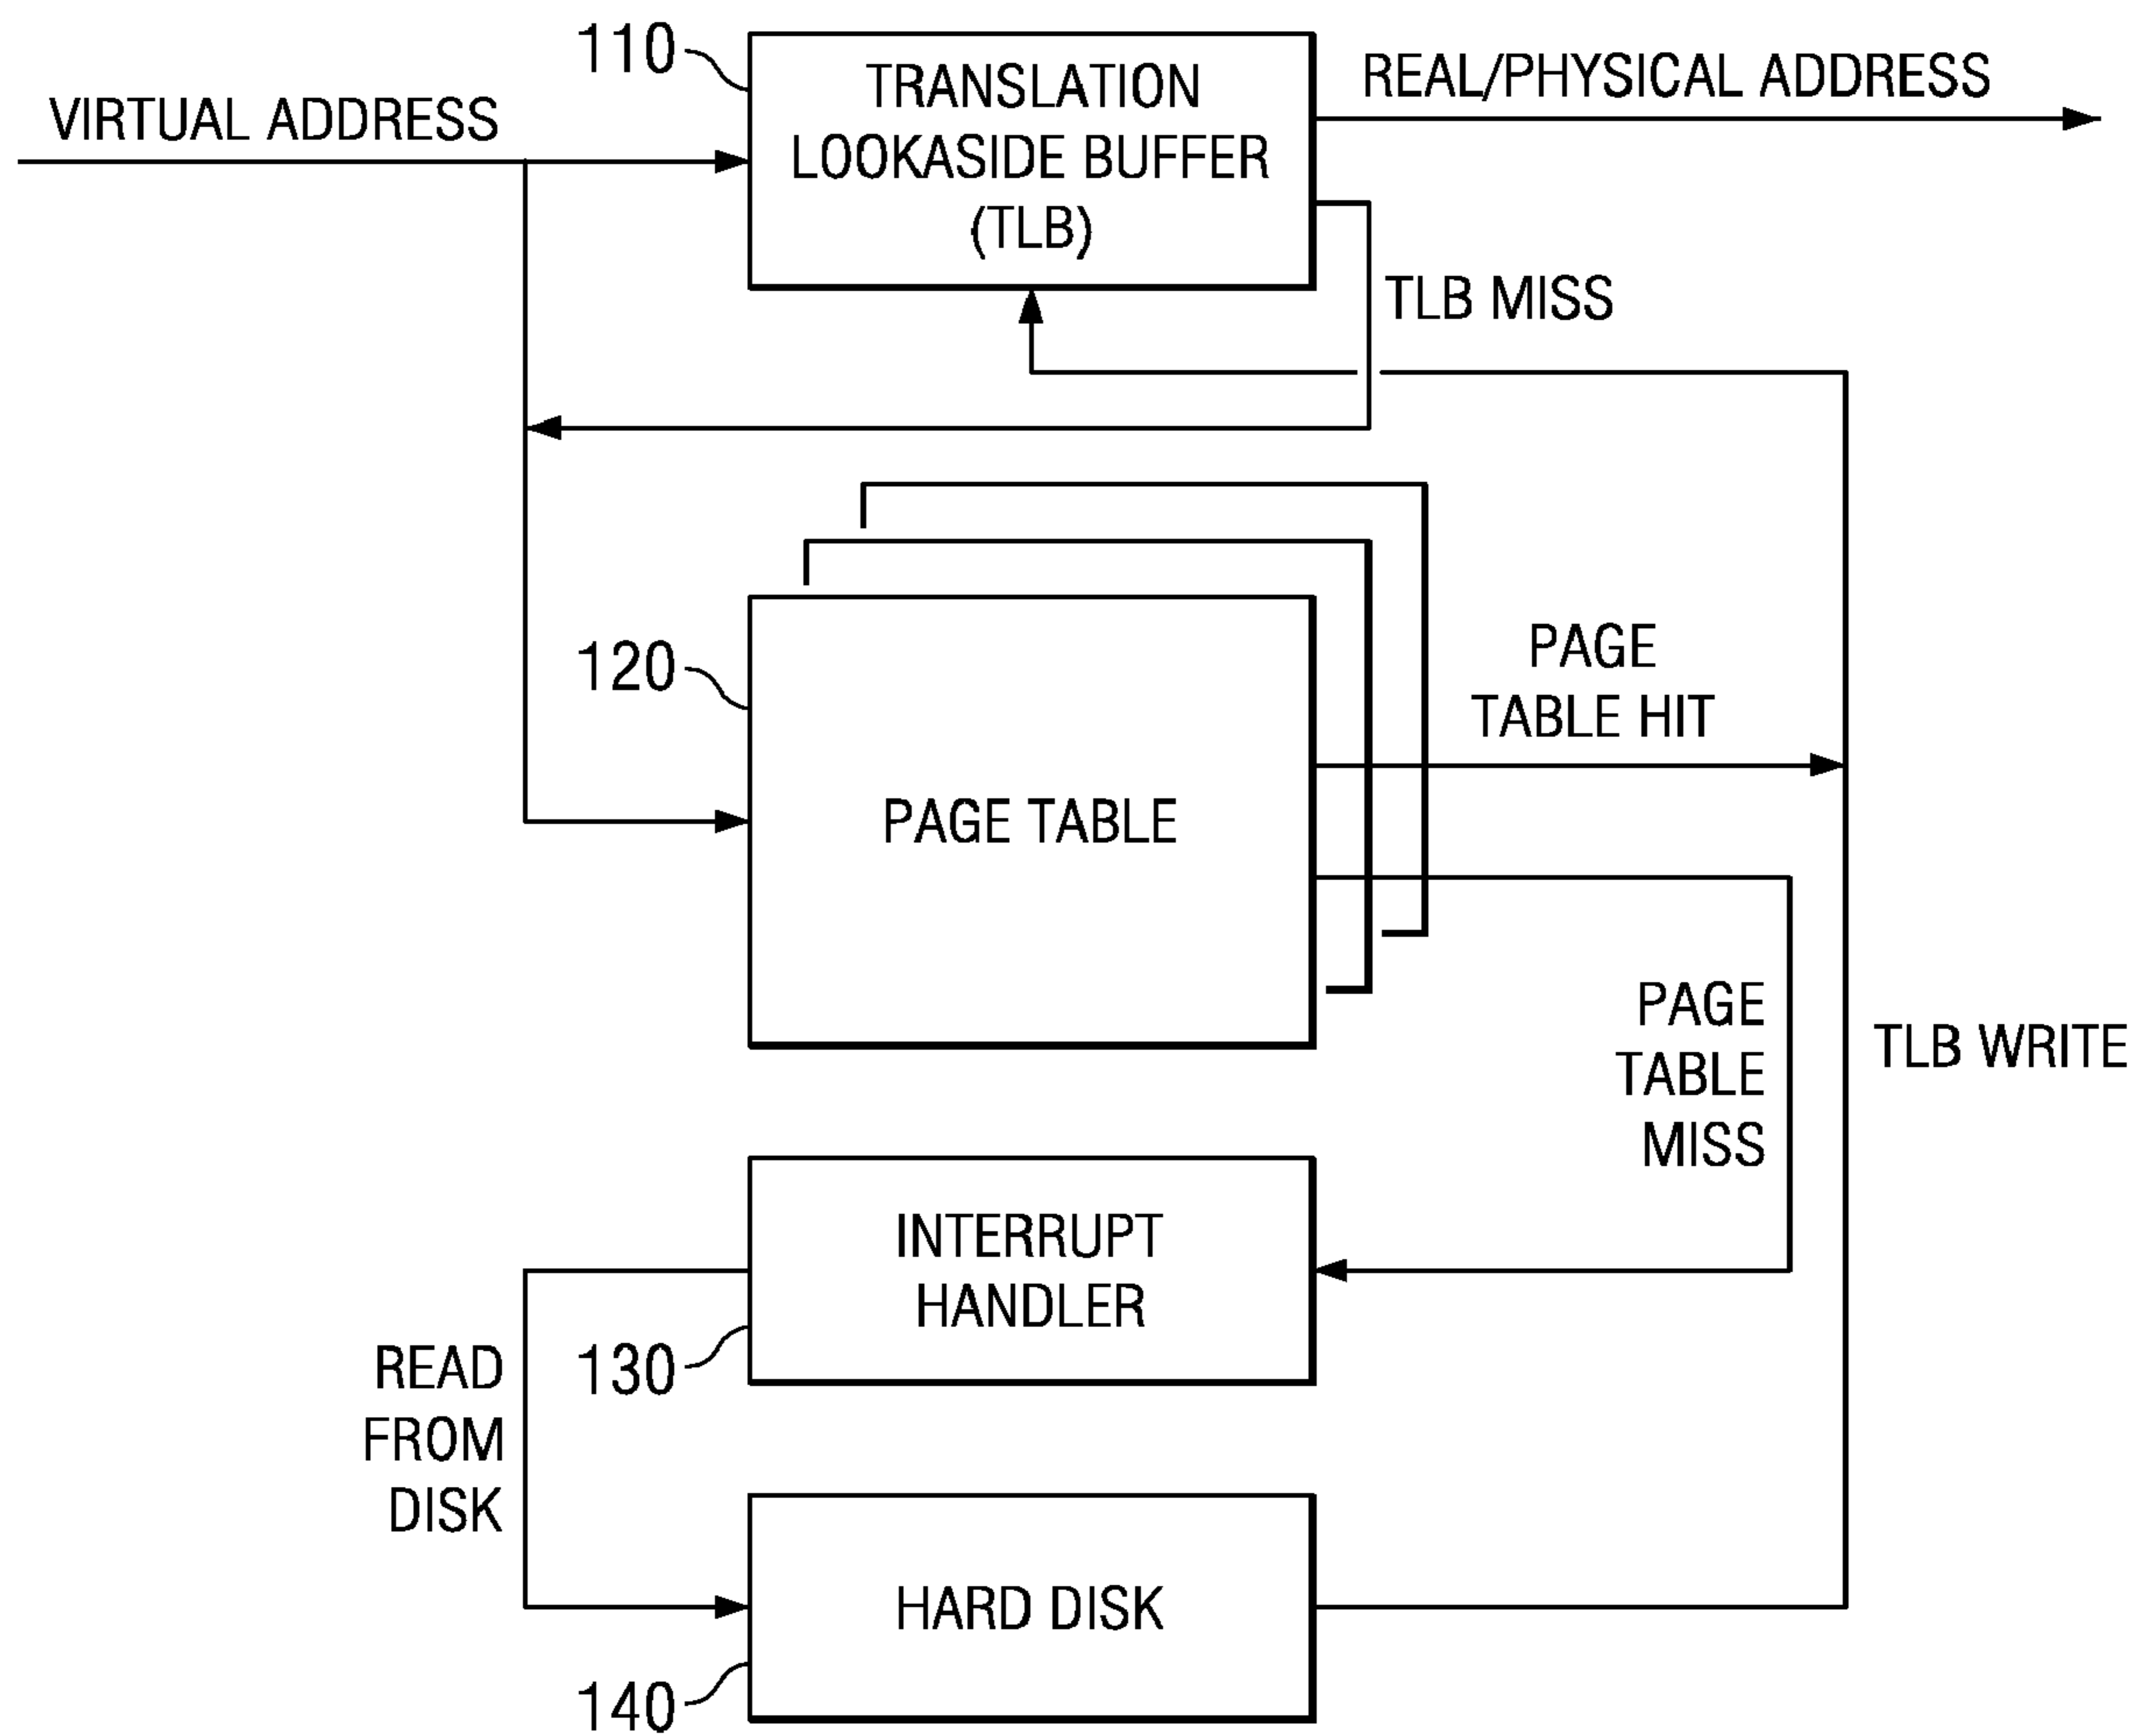 110
TRANSLATION
LOOKASIDE BUFFER
(TLB)
REAL/PHYSICAL ADDRESS
VIRTUAL ADDRESS
TLB MISS
120
PAGE TABLE
PAGE
TABLE HIT
PAGE
TABLE
MISS
TLB WRITE
INTERRUPT
HANDLER
130
READ
FROM
DISK
HARD DISK
140